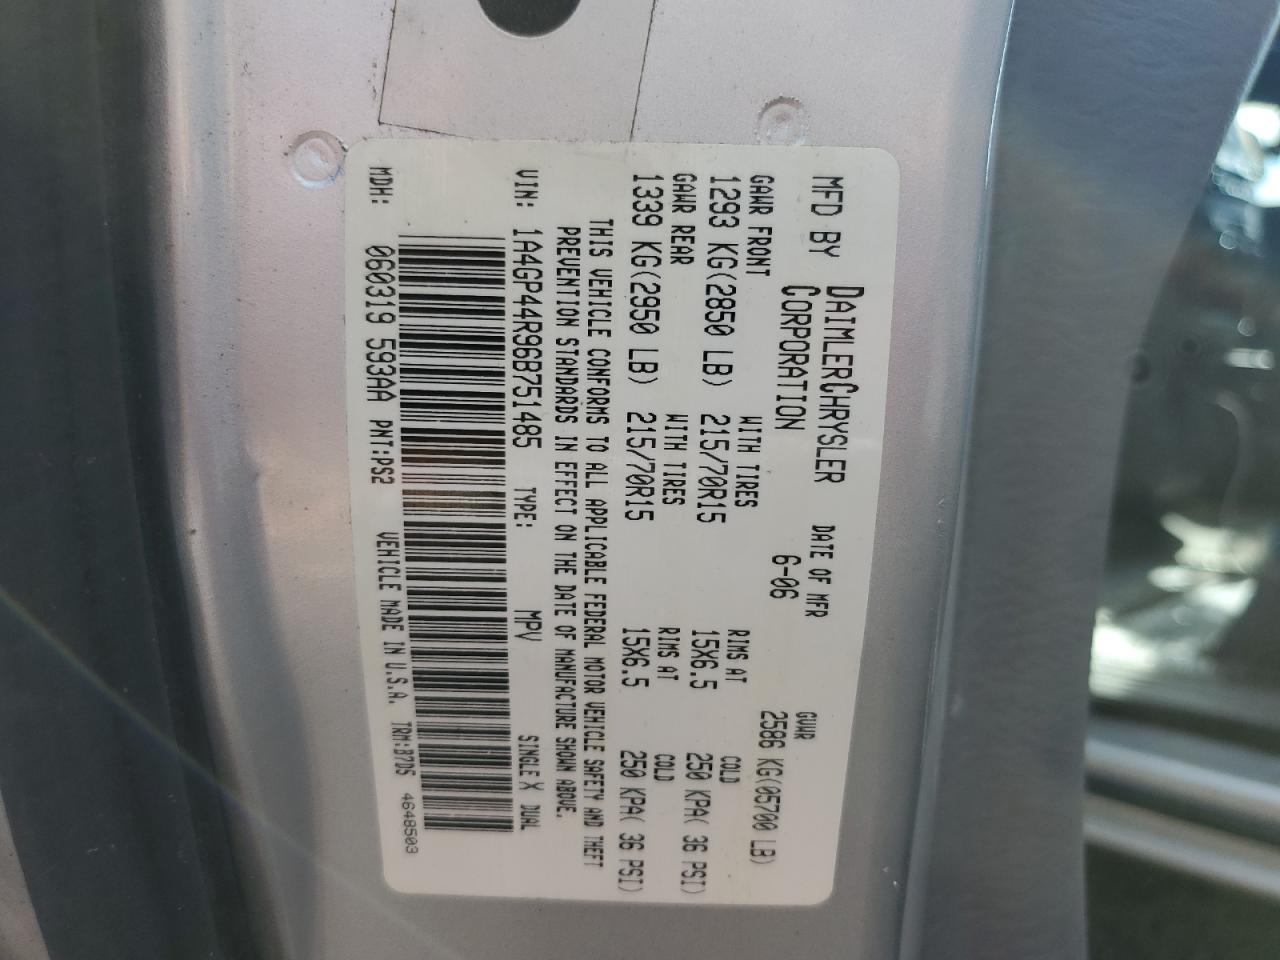 MFD BY DAIMLERCHRYSLER CORPORATION DATE OF MFR 6-06 GVWR 2586 KG(05700 LB)
GAWR FRONT WITH TIRES RIMS AT COLD
1293 KG(2850 LB) 215/70R15 15X6.5 250 KPA( 36 PSI)
GAWR REAR WITH TIRES RIMS AT COLD
1339 KG(2950 LB) 215/70R15 15X6.5 250 KPA( 36 PSI)
THIS VEHICLE CONFORMS TO ALL APPLICABLE FEDERAL MOTOR VEHICLE SAFETY AND THEFT
PREVENTION STANDARDS IN EFFECT ON THE DATE OF MANUFACTURE SHOWN ABOVE.
VIN: 1A4GP44R96B751485 TYPE: MPV SINGLE X DUAL
MDH: 060319 593AA PNT:PS2 VEHICLE MADE IN U.S.A. TRM:B7D5 4648503